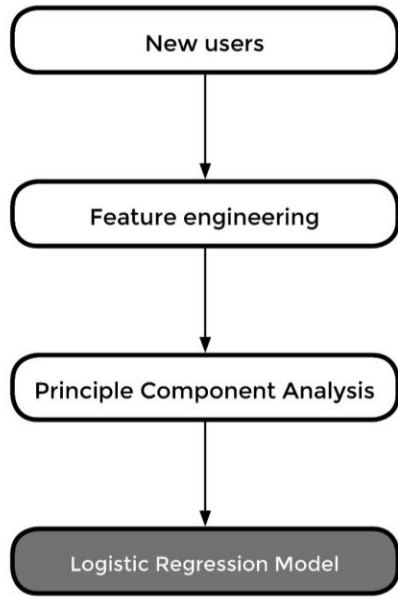 New users
Feature engineering
Principle Component Analysis
Logistic Regression Model